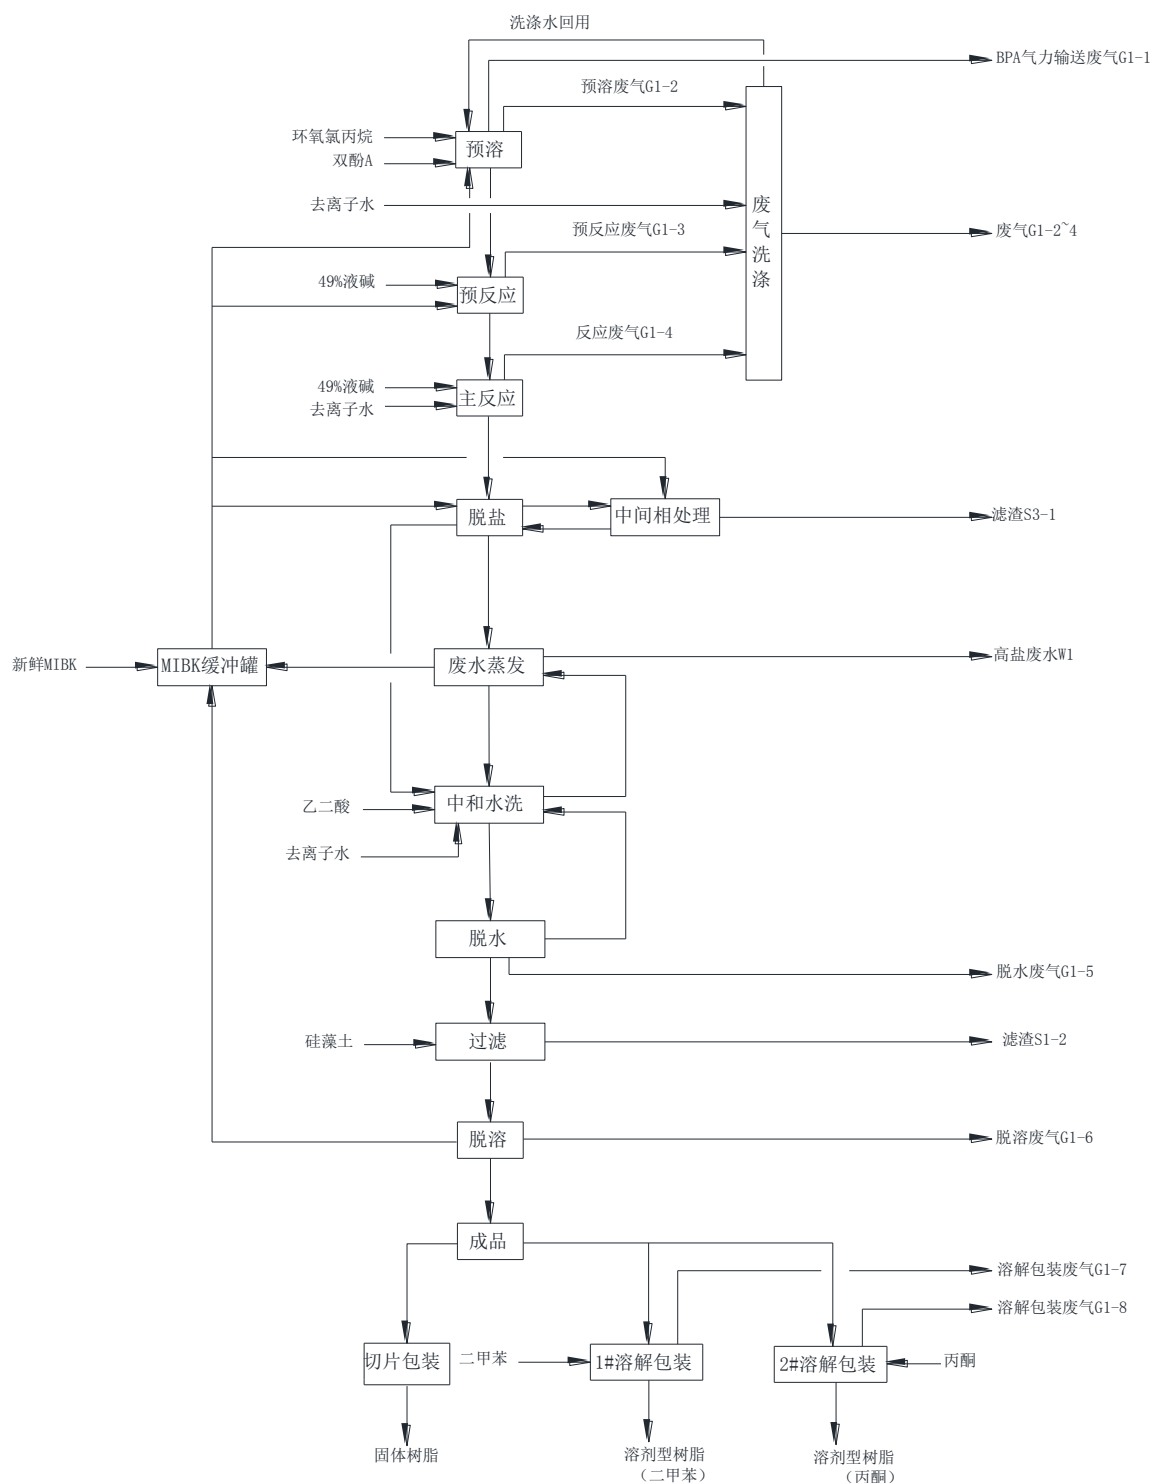 洗涤水回用
BPA气力输送废气G1-1
预溶废气G1-2
环氧氯丙烷
预溶
双酚A
去离子水
废气洗涤
预反应废气G1-3
废气G1-2~4
49%液碱
预反应
反应废气G1-4
49%液碱
主反应
去离子水
脱盐
中间相处理
滤渣S3-1
新鲜MIBK
MIBK缓冲罐
废水蒸发
高盐废水W1
乙二酸
中和水洗
去离子水
脱水
脱水废气G1-5
硅藻土
过滤
滤渣S1-2
脱溶
脱溶废气G1-6
成品
溶解包装废气G1-7
溶解包装废气G1-8
切片包装
二甲苯
1#溶解包装
2#溶解包装
丙酮
固体树脂
溶剂型树脂
（二甲苯）
溶剂型树脂
（丙酮）